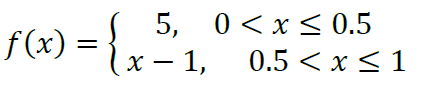 f(x) = { 5, 0 < x ≤ 0.5
x − 1, 0.5 < x ≤ 1